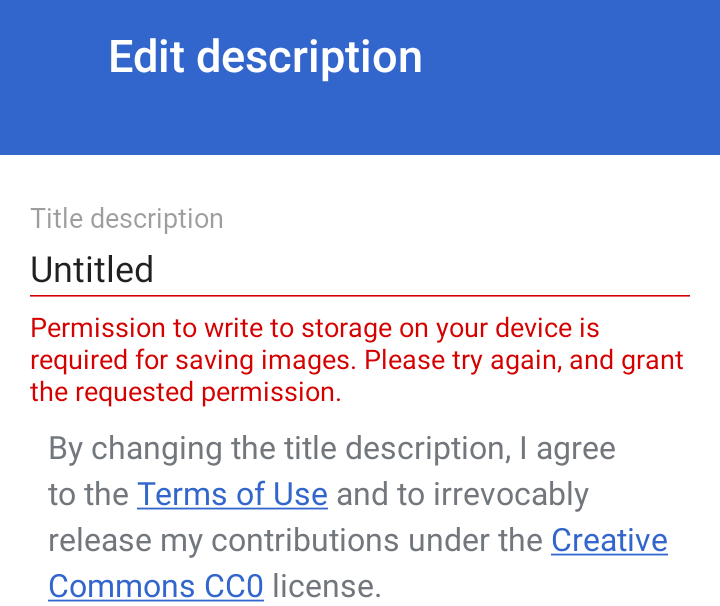 Edit description
Title description
Untitled
Permission to write to storage on your device is
required for saving images. Please try again, and grant
the requested permission.
By changing the title description, I agree
to the Terms of Use and to irrevocably
release my contributions under the Creative
Commons CC0 license.